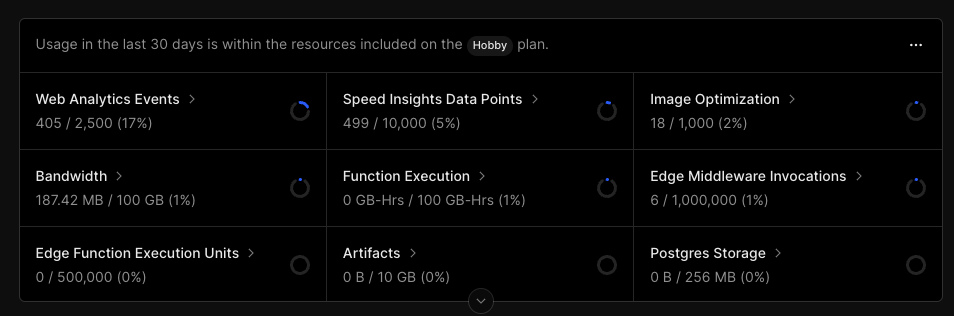 Usage in the last 30 days is within the resources included on the Hobby plan.
Web Analytics Events
405 / 2,500 (17%)
Speed Insights Data Points
499 / 10,000 (5%)
Image Optimization
18 / 1,000 (2%)
Bandwidth
187.42 MB / 100 GB (1%)
Function Execution
0 GB-Hrs / 100 GB-Hrs (1%)
Edge Middleware Invocations
6 / 1,000,000 (1%)
Edge Function Execution Units
0 / 500,000 (0%)
Artifacts
0 B / 10 GB (0%)
Postgres Storage
0 B / 256 MB (0%)